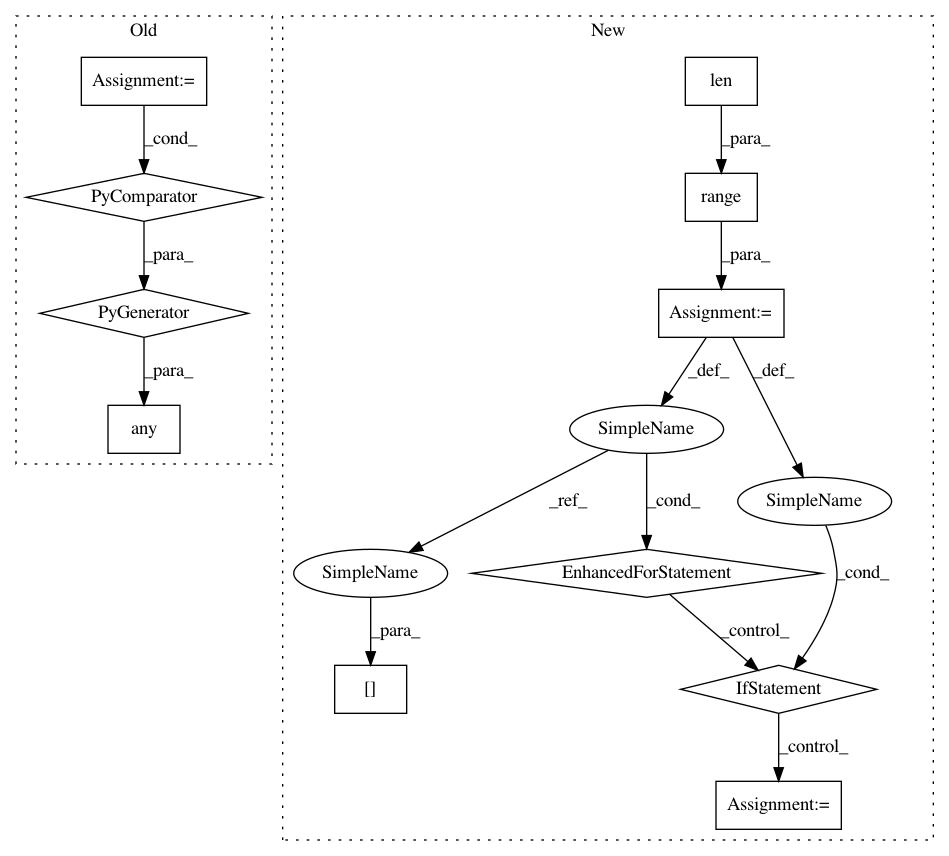 Old
New
Assignment:=
len
_cond_
_para_
PyComparator
range
_para_
_para_
PyGenerator
Assignment:=
_para_
_def_
_def_
any
SimpleName
SimpleName
_ref_
_cond_
SimpleName
EnhancedForStatement
_cond_
_para_
_control_
[]
IfStatement
_control_
Assignment:=